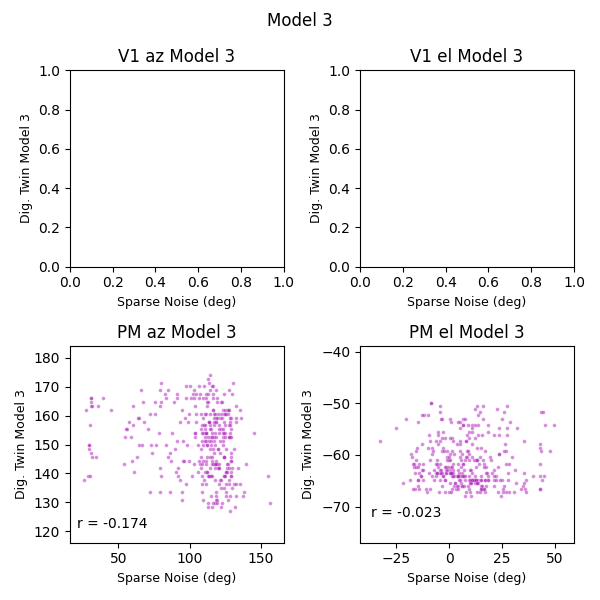 Model 3
V1 az Model 3
V1 el Model 3
1.0
0.8
0.6
0.4
0.2
0.0
Dig. Twin Model 3
0.0 0.2 0.4 0.6 0.8 1.0
Sparse Noise (deg)
1.0
0.8
0.6
0.4
0.2
0.0
Dig. Twin Model 3
0.0 0.2 0.4 0.6 0.8 1.0
Sparse Noise (deg)
PM az Model 3
PM el Model 3
180
170
160
150
140
130
120
Dig. Twin Model 3
r = -0.174
50 100 150
Sparse Noise (deg)
−40
−50
−60
−70
Dig. Twin Model 3
r = -0.023
−25 0 25 50
Sparse Noise (deg)